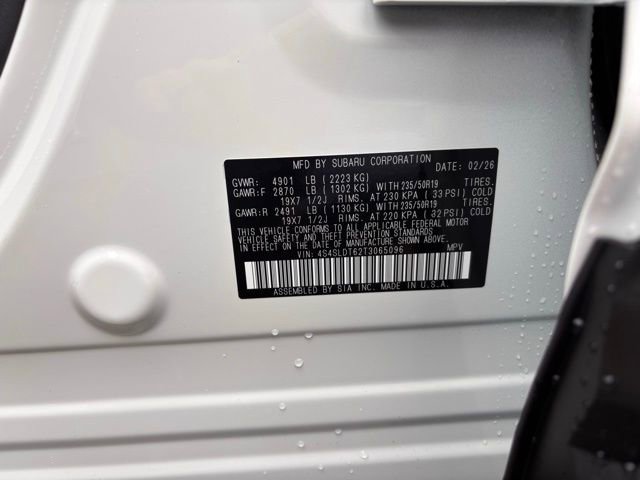 MFD BY SUBARU CORPORATION DATE: 02/26
GVWR: 4901 LB ( 2223 KG)
GAWR:F 2870 LB ( 1302 KG) WITH 235/50R19 TIRES.
19X7 1/2J RIMS. AT 230 KPA ( 33 PSI) COLD.
GAWR:R 2491 LB ( 1130 KG) WITH 235/50R19 TIRES.
19X7 1/2J RIMS. AT 220 KPA ( 32 PSI) COLD
THIS VEHICLE CONFORMS TO ALL APPLICABLE FEDERAL MOTOR
VEHICLE SAFETY AND THEFT PREVENTION STANDARDS
IN EFFECT ON THE DATE OF MANUFACTURE SHOWN ABOVE.
VIN: 4S4SLDT62T3065096 MPV
ASSEMBLED BY SIA MADE IN U.S.A.